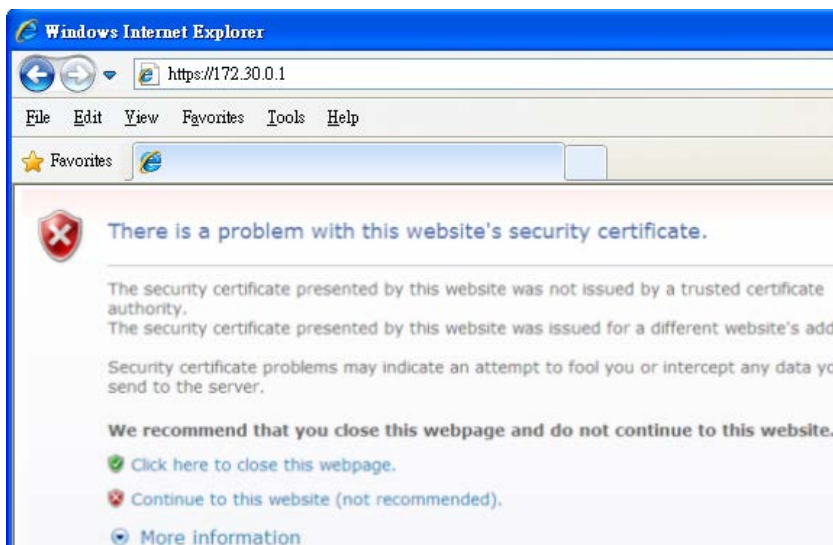 Windows Internet Explorer
https://172.30.0.1
File Edit View Favorites Tools Help
Favorites
There is a problem with this website's security certificate.
The security certificate presented by this website was not issued by a trusted certificate
authority.
The security certificate presented by this website was issued for a different website's
Security certificate problems may indicate an attempt to fool you or intercept any data
send to the server.
We recommend that you close this webpage and do not continue to this website.
Click here to close this webpage.
Continue to this website (not recommended).
More information